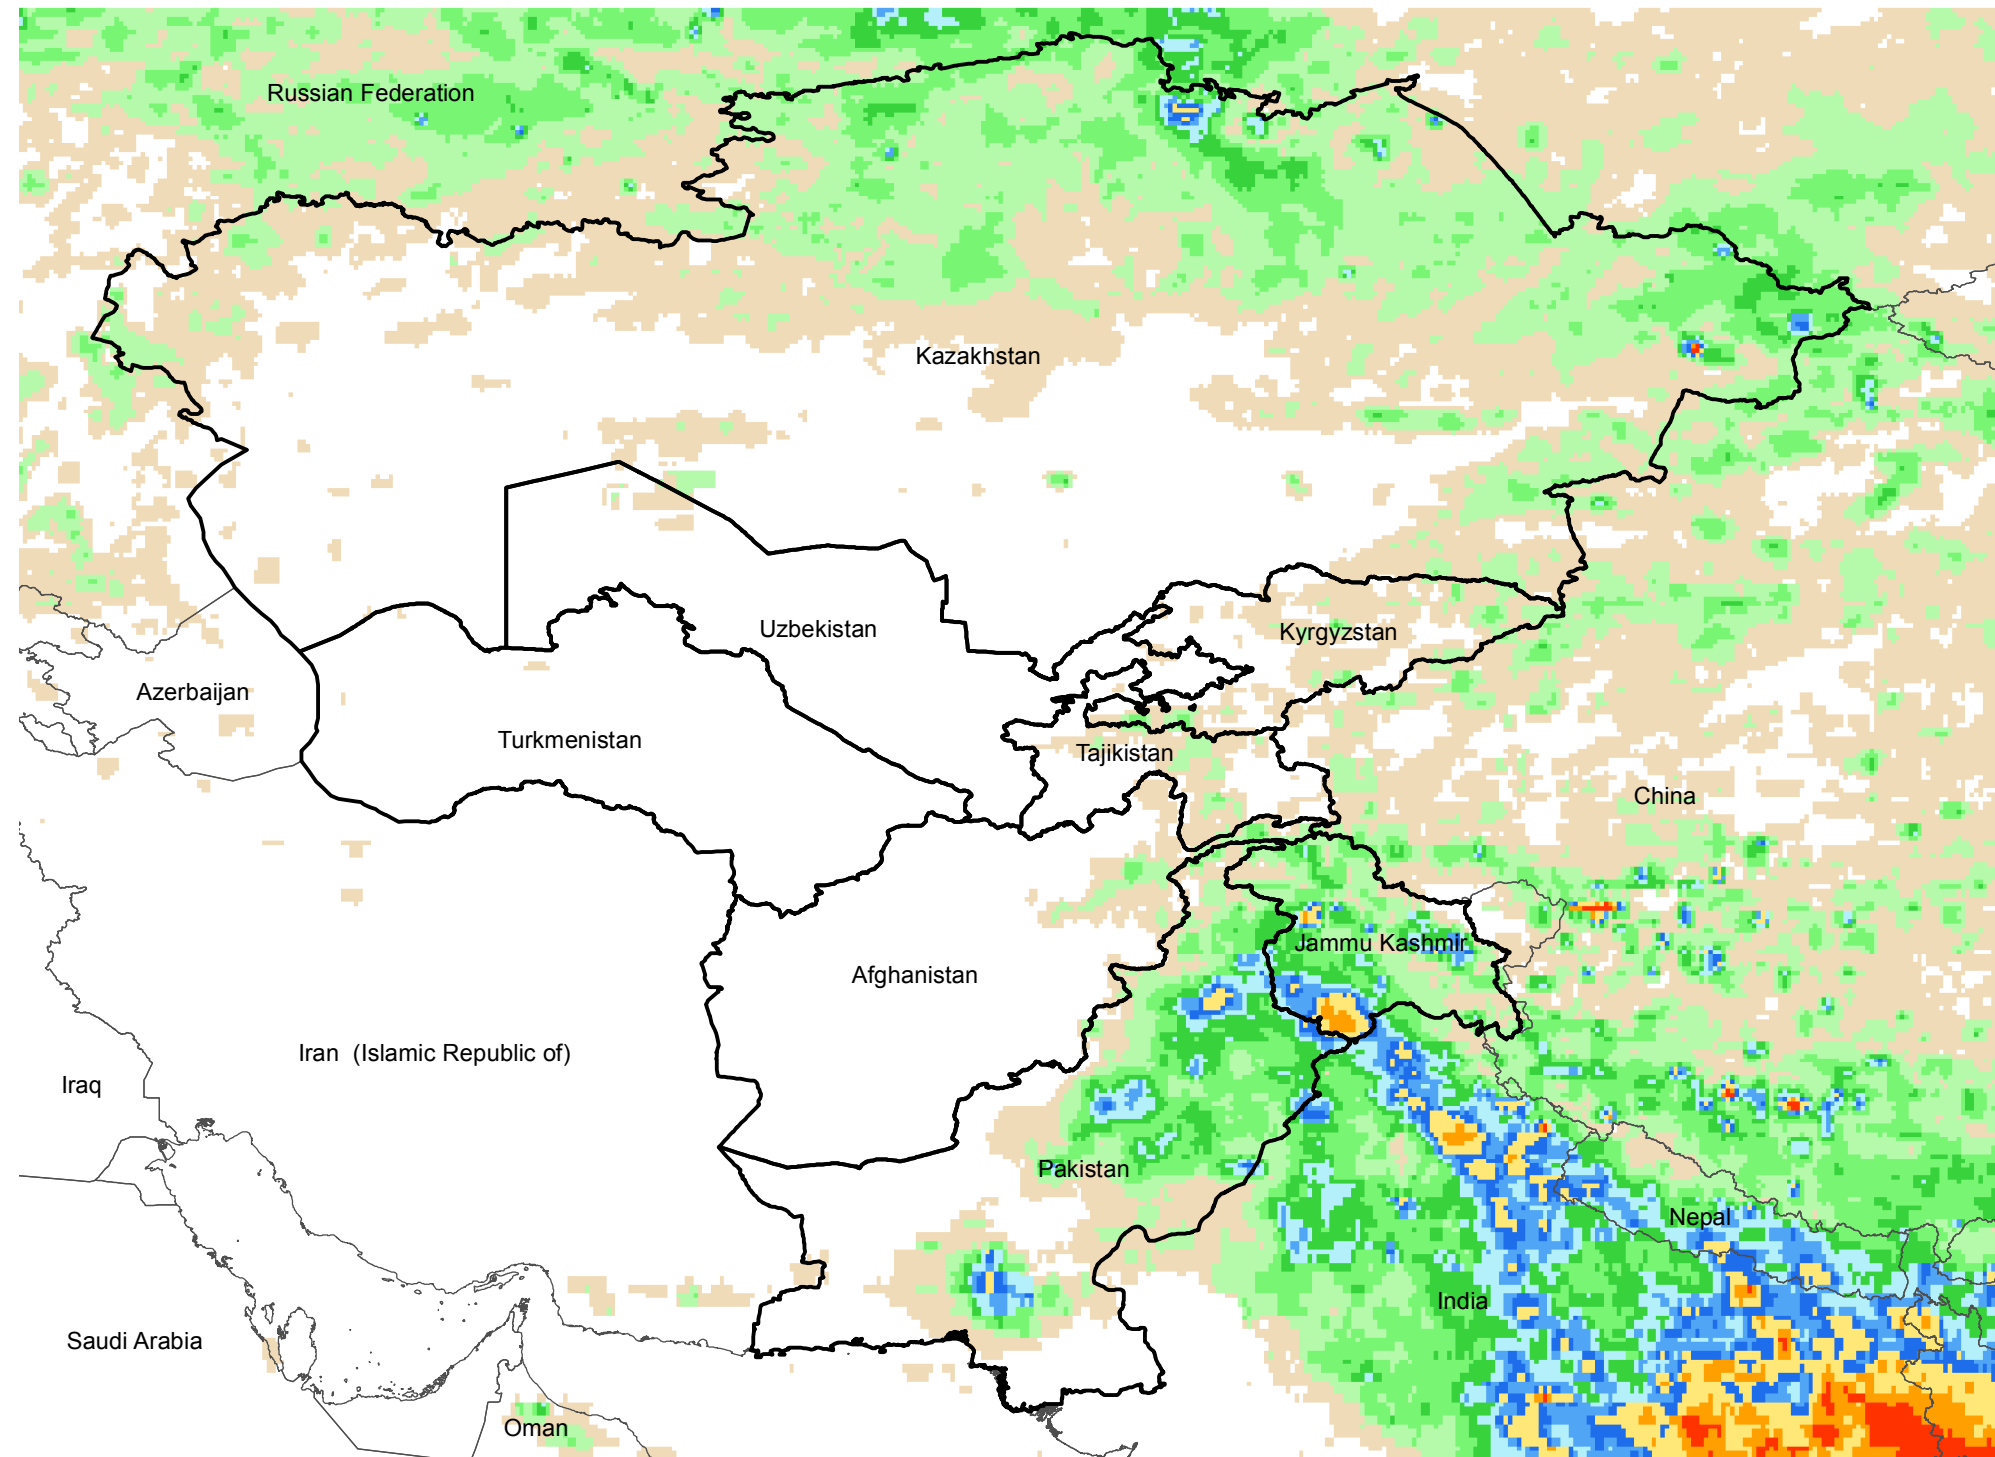 Russian Federation
Kazakhstan
Uzbekistan
Kyrgyzstan
Azerbaijan
Turkmenistan
Tajikistan
China
Jammu Kashmir
Afghanistan
Iran  (Islamic Republic of)
Iraq
Pakistan
Nepal
India
Saudi Arabia
Oman